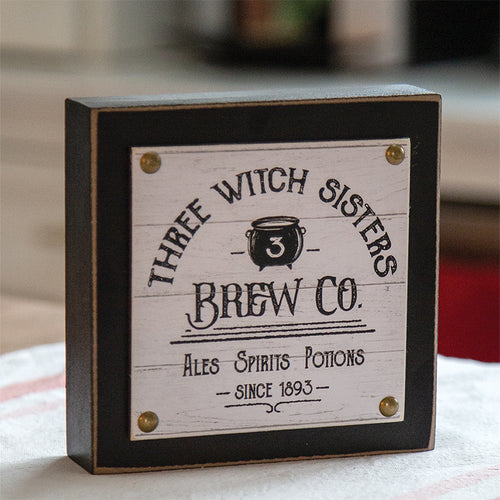 THREE WITCH SISTERS
3
BREW CO.
ALES SPIRITS POTIONS
- SINCE 1893 -